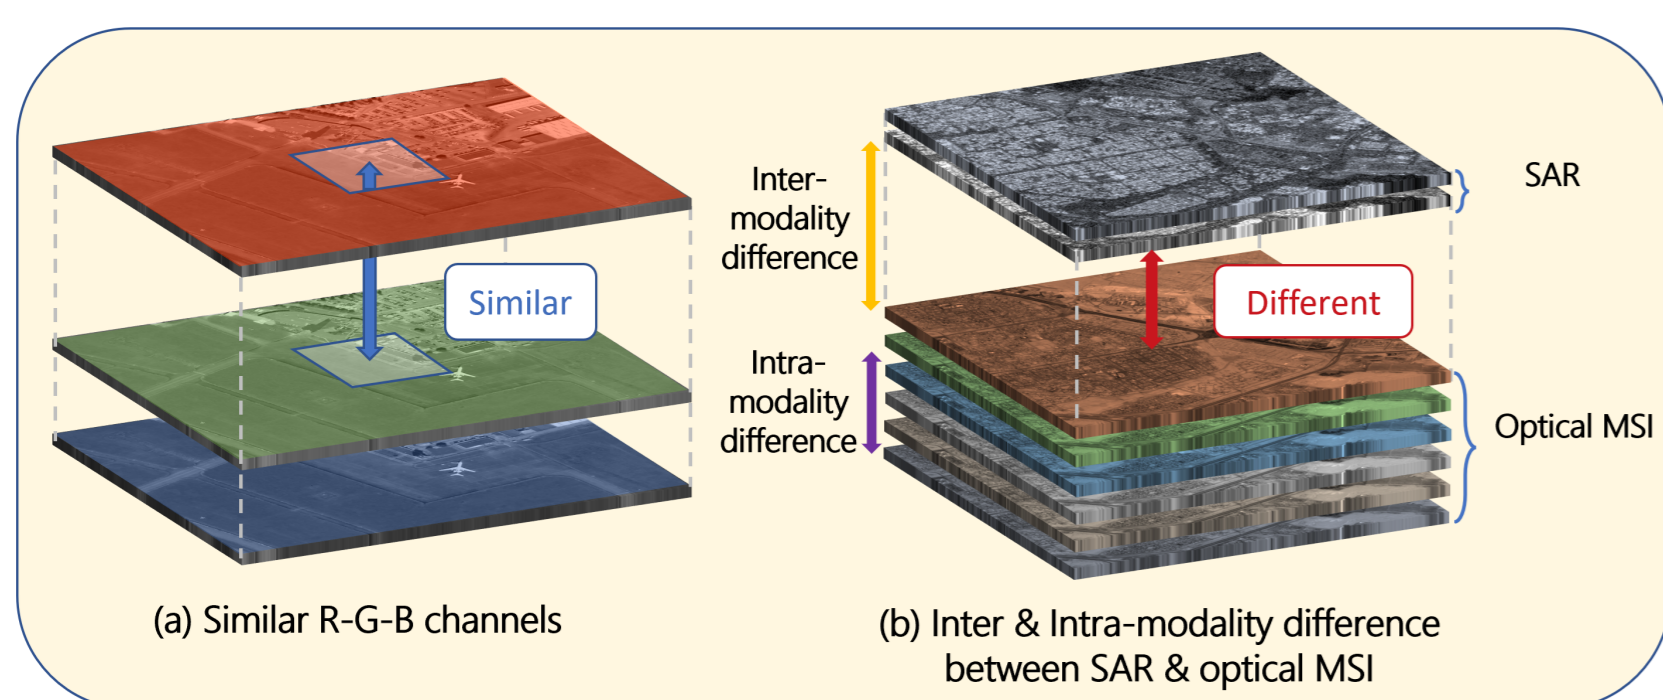 Similar
(a) Similar R-G-B channels
Inter-
modality
difference
Intra-
modality
difference
SAR
Different
Optical MSI
(b) Inter & Intra-modality difference
between SAR & optical MSI